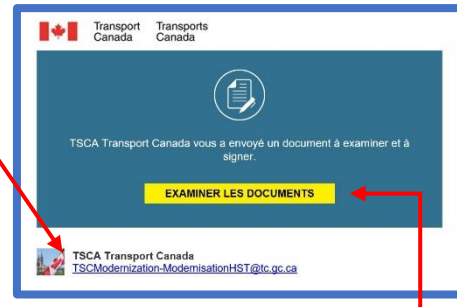 Transport Transports
Canada Canada
TSCA Transport Canada vous a envoyé un document à examiner et à
signer.
EXAMINER LES DOCUMENTS
TSCA Transport Canada
TSCModernization-ModernisationHST@tc.gc.ca